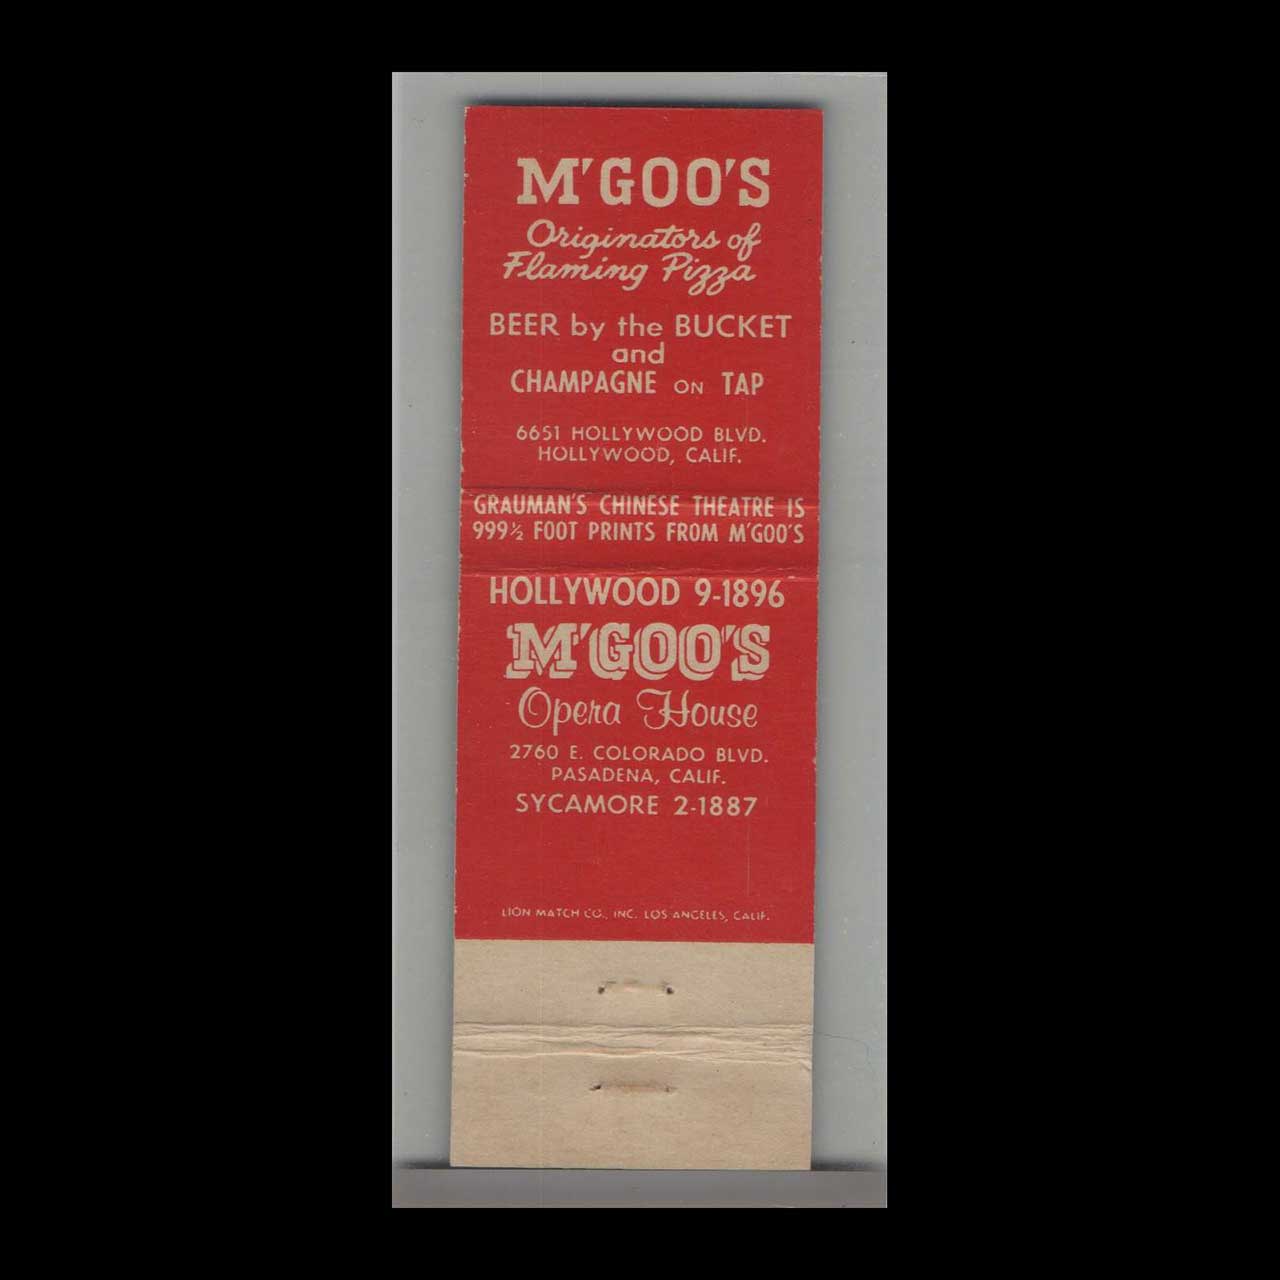 M'GOO'S
Originators of
Flaming Pizza
BEER by the BUCKET
and
CHAMPAGNE ON TAP
6651 HOLLYWOOD BLVD.
HOLLYWOOD, CALIF.
GRAUMAN'S CHINESE THEATRE IS
999½ FOOT PRINTS FROM M'GOO'S
HOLLYWOOD 9-1896
M'GOO'S
Opera House
2760 E. COLORADO BLVD.
PASADENA, CALIF.
SYCAMORE 2-1887
LION MATCH CO., INC. LOS ANGELES, CALIF.